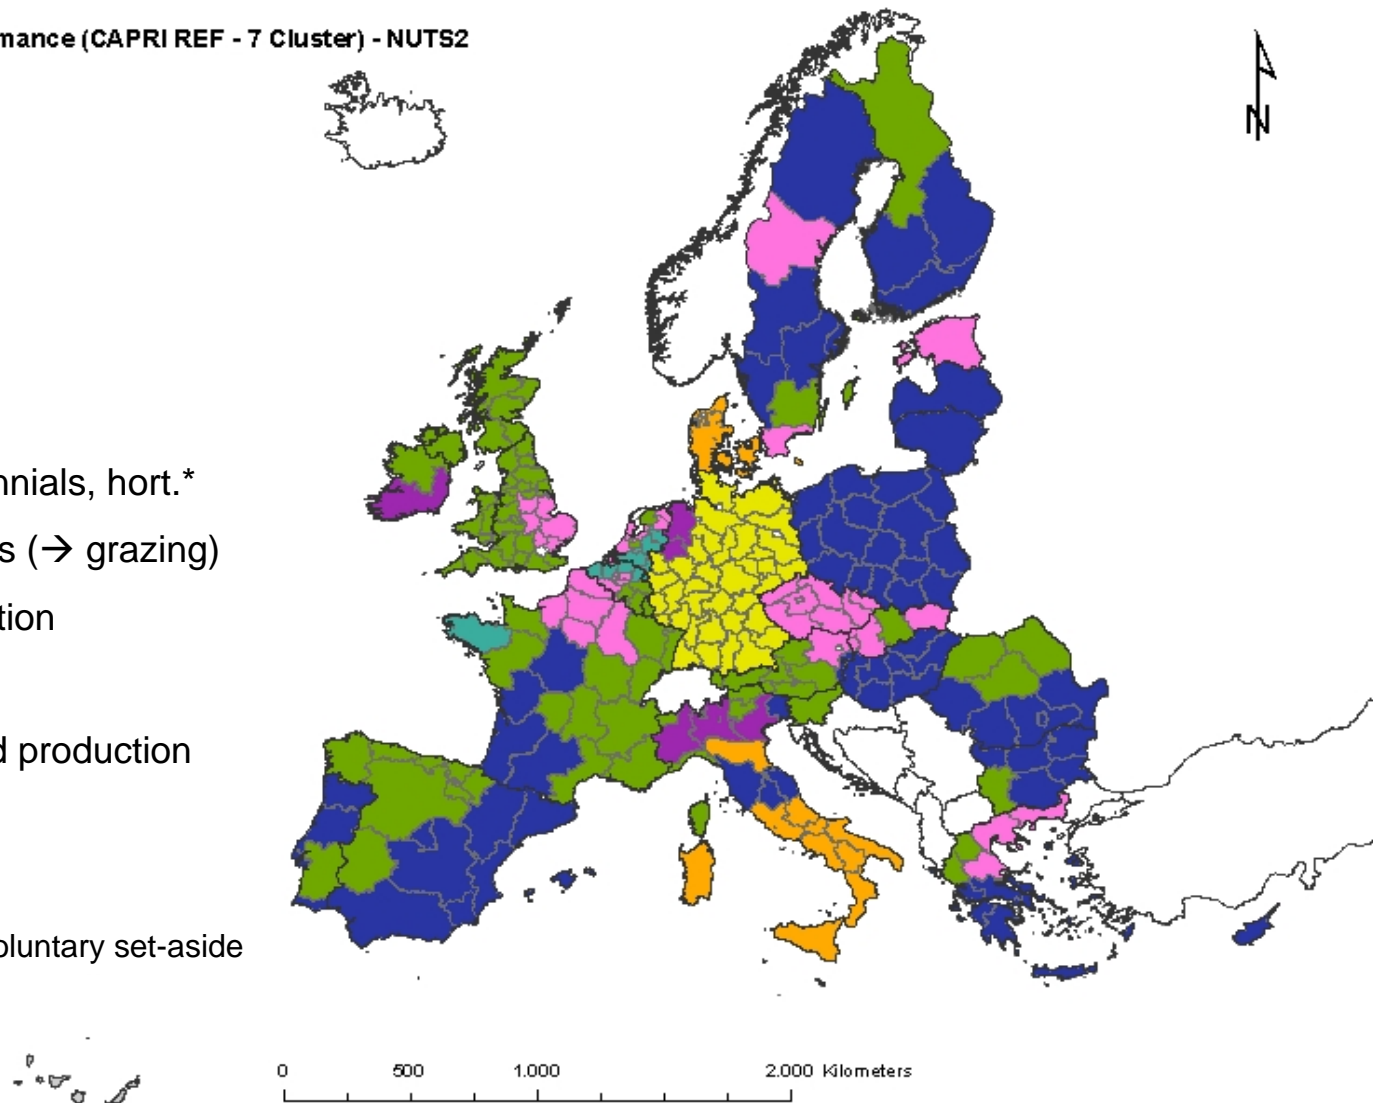 mance (CAPRI REF - 7 Cluster) - NUTS2
N
nnials, hort.*
s (→ grazing)
tion
d production
oluntary set-aside
0 500 1.000 2.000 Kilometers